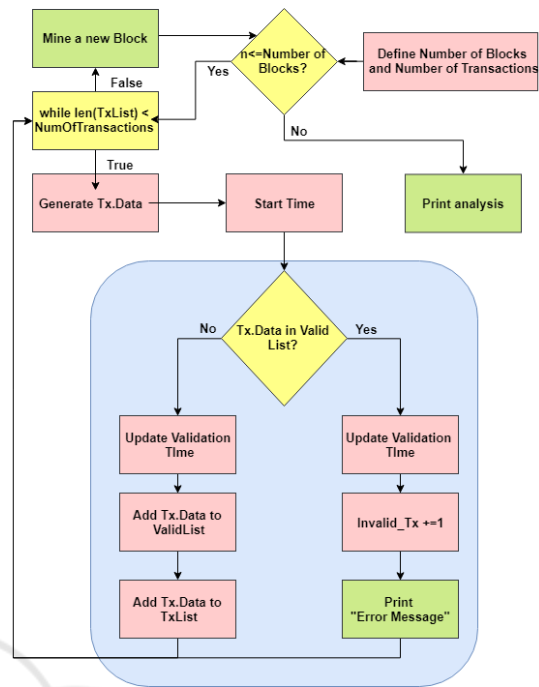 Mine a new Block
n<=Number of
Blocks?
Define Number of Blocks
and Number of Transactions
Yes
False
while len(TxList) <
NumOfTransactions
No
True
Generate Tx.Data
Start Time
Print analysis
No
Tx.Data in Valid
List?
Yes
Update Validation
TIme
Update Validation
TIme
Add Tx.Data to
ValidList
Invalid_Tx +=1
Add Tx.Data to
TxList
Print
"Error Message"